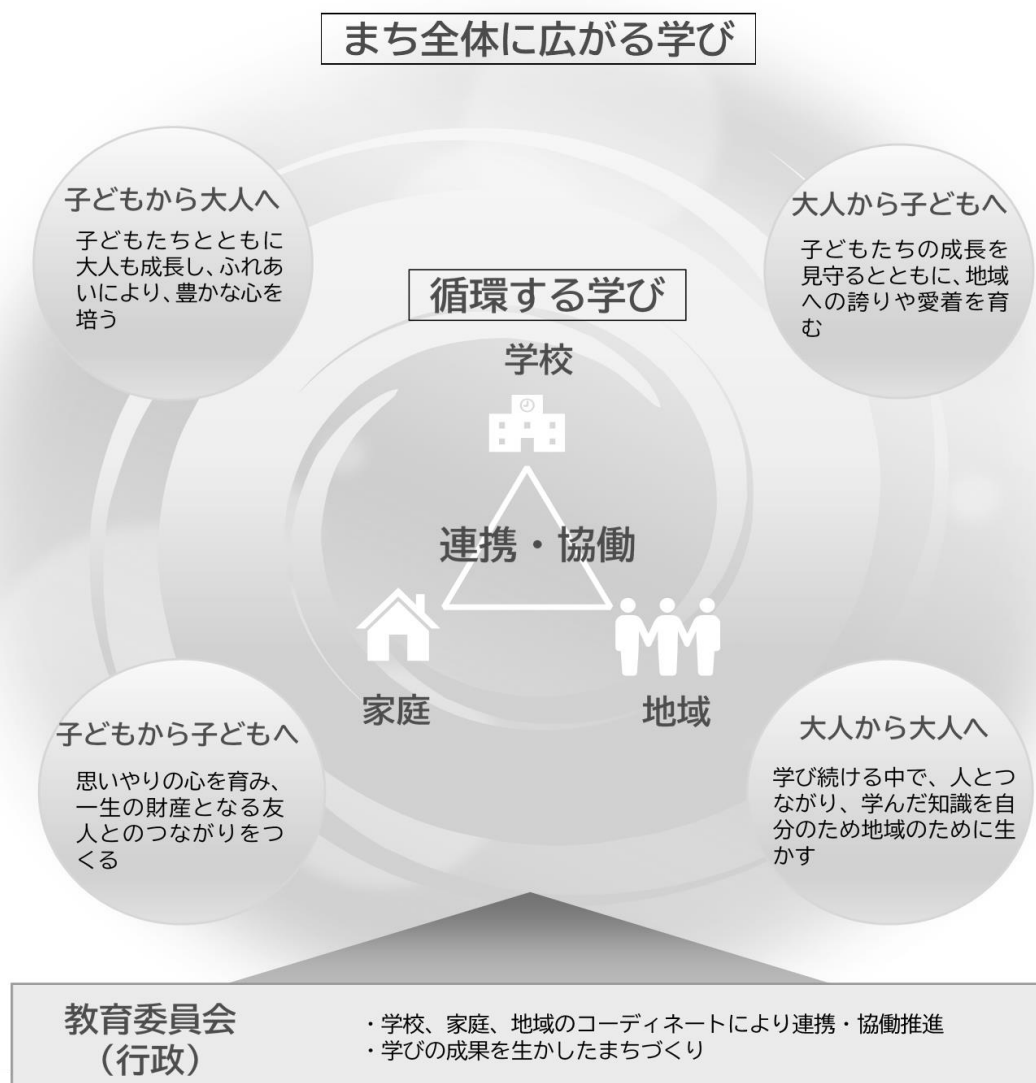 まち全体に広がる学び
子どもから大人へ
子どもたちとともに
大人も成長し、ふれあ
いにより、豊かな心を
培う
大人から子どもへ
子どもたちの成長を
見守るとともに、地域
への誇りや愛着を育
む
循環する学び
学校
連携・協働
家庭
地域
子どもから子どもへ
思いやりの心を育み、
一生の財産となる友
人とのつながりをつ
くる
大人から大人へ
学び続ける中で、人とつ
ながり、学んだ知識を自
分のため地域のために生
かす
教育委員会
（行政）
・学校、家庭、地域のコーディネートにより連携・協働推進
・学びの成果を生かしたまちづくり